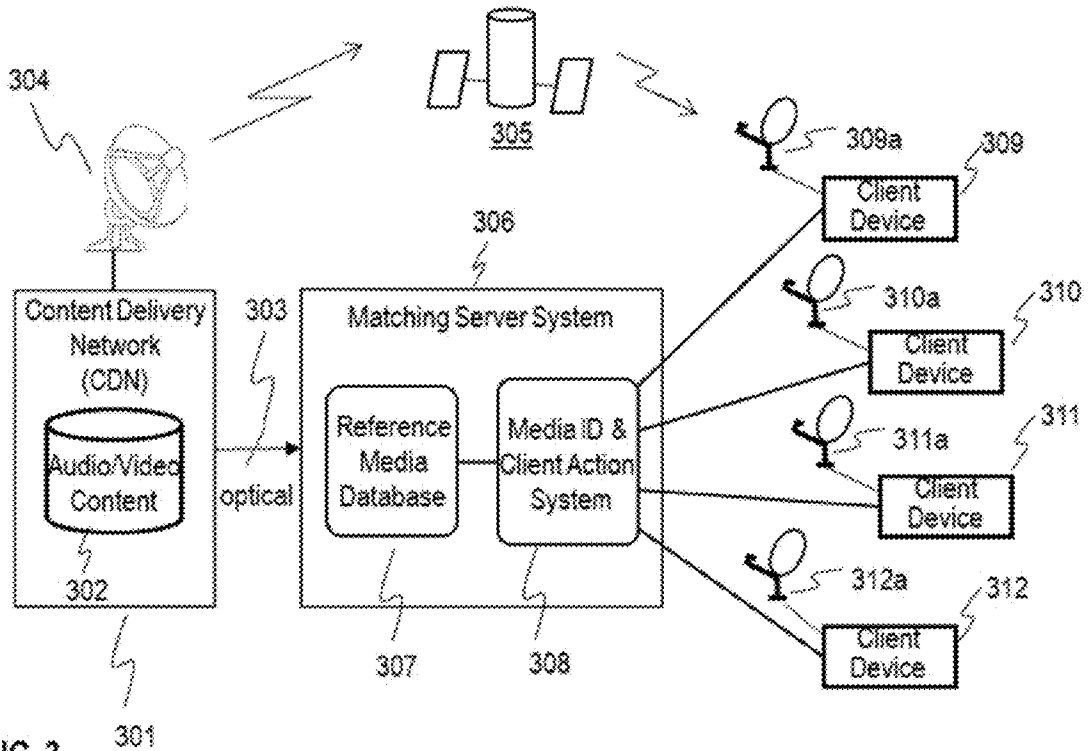 304
305
309a
309
Client
Device
306
310a
310
Client
Device
Content Delivery
Network
(CDN)
303
Matching Server System
Audio/Video
Content
optical
Reference
Media
Database
Media ID &
Client Action
System
311a
311
Client
Device
302
312a
312
Client
Device
307
308
301